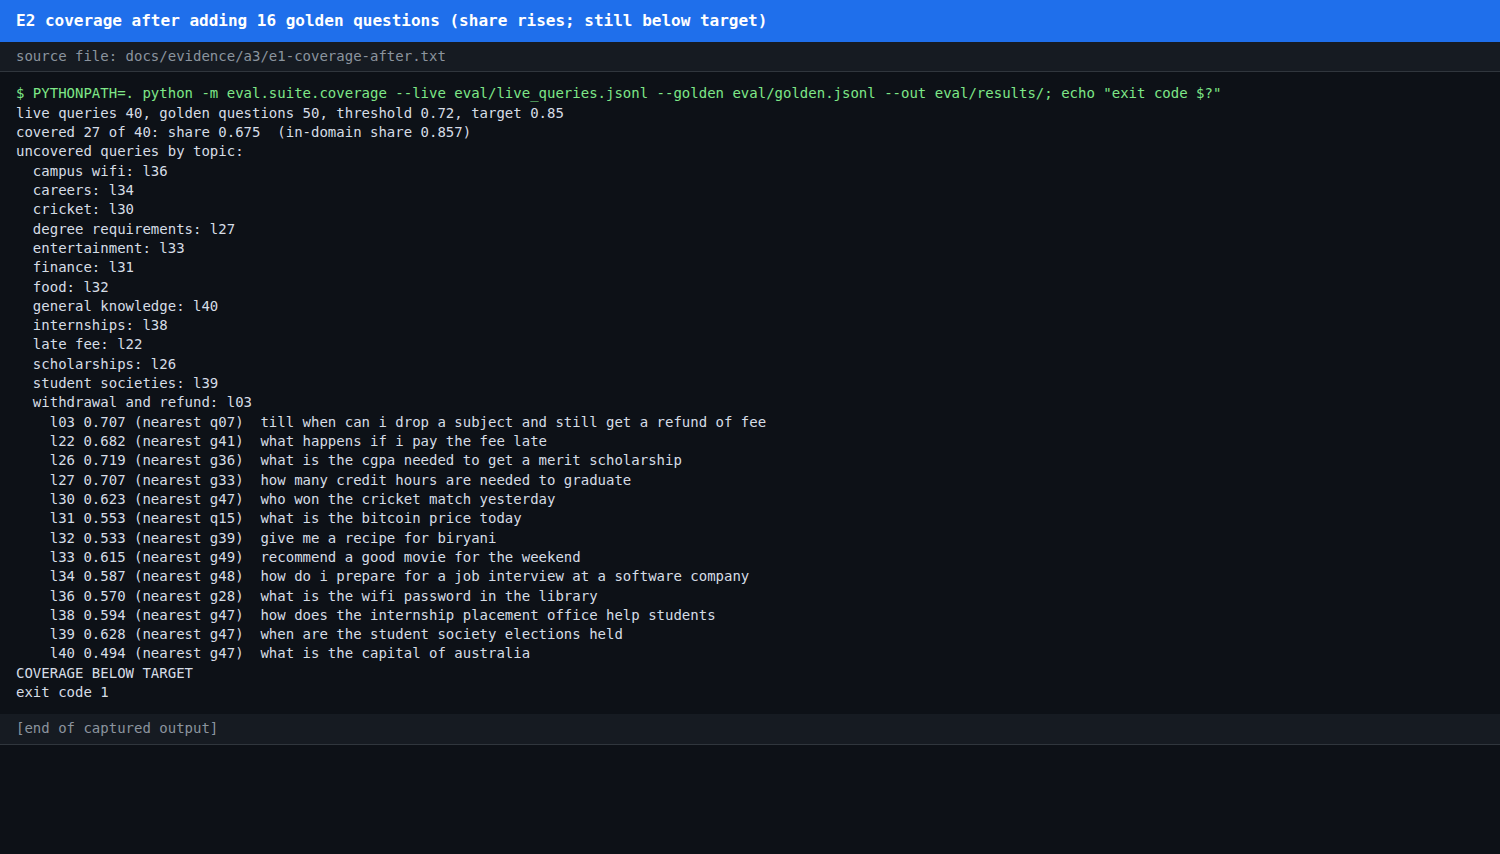 E2 coverage after adding 16 golden questions (share rises; still below target)
source file: docs/evidence/a3/e1-coverage-after.txt
$ PYTHONPATH=. python -m eval.suite.coverage --live eval/live_queries.jsonl --golden eval/golden.jsonl --out eval/results/; echo "exit code $?"
live queries 40, golden questions 50, threshold 0.72, target 0.85
covered 27 of 40: share 0.675  (in-domain share 0.857)
uncovered queries by topic:
  campus wifi: l36
  careers: l34
  cricket: l30
  degree requirements: l27
  entertainment: l33
  finance: l31
  food: l32
  general knowledge: l40
  internships: l38
  late fee: l22
  scholarships: l26
  student societies: l39
  withdrawal and refund: l03
    l03 0.707 (nearest q07)  till when can i drop a subject and still get a refund of fee
    l22 0.682 (nearest g41)  what happens if i pay the fee late
    l26 0.719 (nearest g36)  what is the cgpa needed to get a merit scholarship
    l27 0.707 (nearest g33)  how many credit hours are needed to graduate
    l30 0.623 (nearest g47)  who won the cricket match yesterday
    l31 0.553 (nearest q15)  what is the bitcoin price today
    l32 0.533 (nearest g39)  give me a recipe for biryani
    l33 0.615 (nearest g49)  recommend a good movie for the weekend
    l34 0.587 (nearest g48)  how do i prepare for a job interview at a software company
    l36 0.570 (nearest g28)  what is the wifi password in the library
    l38 0.594 (nearest g47)  how does the internship placement office help students
    l39 0.628 (nearest g47)  when are the student society elections held
    l40 0.494 (nearest g47)  what is the capital of australia
COVERAGE BELOW TARGET
exit code 1
[end of captured output]